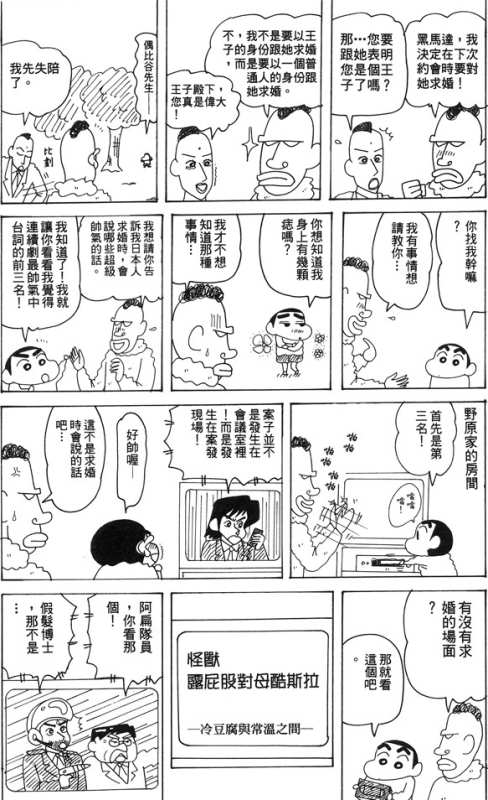 黑馬達，我
決定在下次
約會時要對
她求婚！
那…您要
跟她表明
您是個王
子了嗎？
不，我不要以王
子的身份跟她求婚
，而是要以一個普
通人的身份跟
她求婚
王子殿下，
您真是偉大！
偶比谷先生…
我先失陪
了。
比劃
你找我幹嘛
？
我有事情想
請教你…
你想知道我
身上有幾顆
痣嗎？
我才不想
知道那種
事情…
我想請你告
訴我日本人
求婚時，會
說哪些超級
帥氣的話。
我知道了！我就
讓你看看我覺得
連續劇最帥氣中
台詞的前三名！
野原家的房間
首先是第
三名！
啪
啪
啪
啪
啥！
啥！
案子並不
是發生在
會議室裡
！而是發
生在案發
現場！
好帥喔—
這不是求婚
時會說的話
吧…
有沒有求
婚的場面
？
那就看
這個吧
。
怪獸
露屁股對母酷斯拉
—冷豆腐與常溫之間—
阿扁隊員
，你看那
個！
假髮博士
，那不是
…